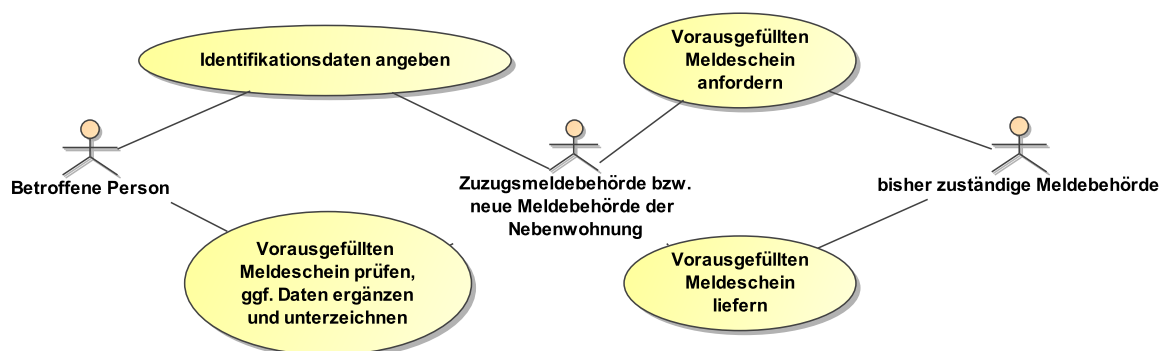 Identifikationsdaten angeben
Vorausgefüllten
Meldeschein
anfordern
Betroffene Person
Zuzugsmeldebehörde bzw.
neue Meldebehörde der
Nebenwohnung
bisher zuständige Meldebehörde
Vorausgefüllten
Meldeschein prüfen,
ggf. Daten ergänzen
und unterzeichnen
Vorausgefüllten
Meldeschein
liefern